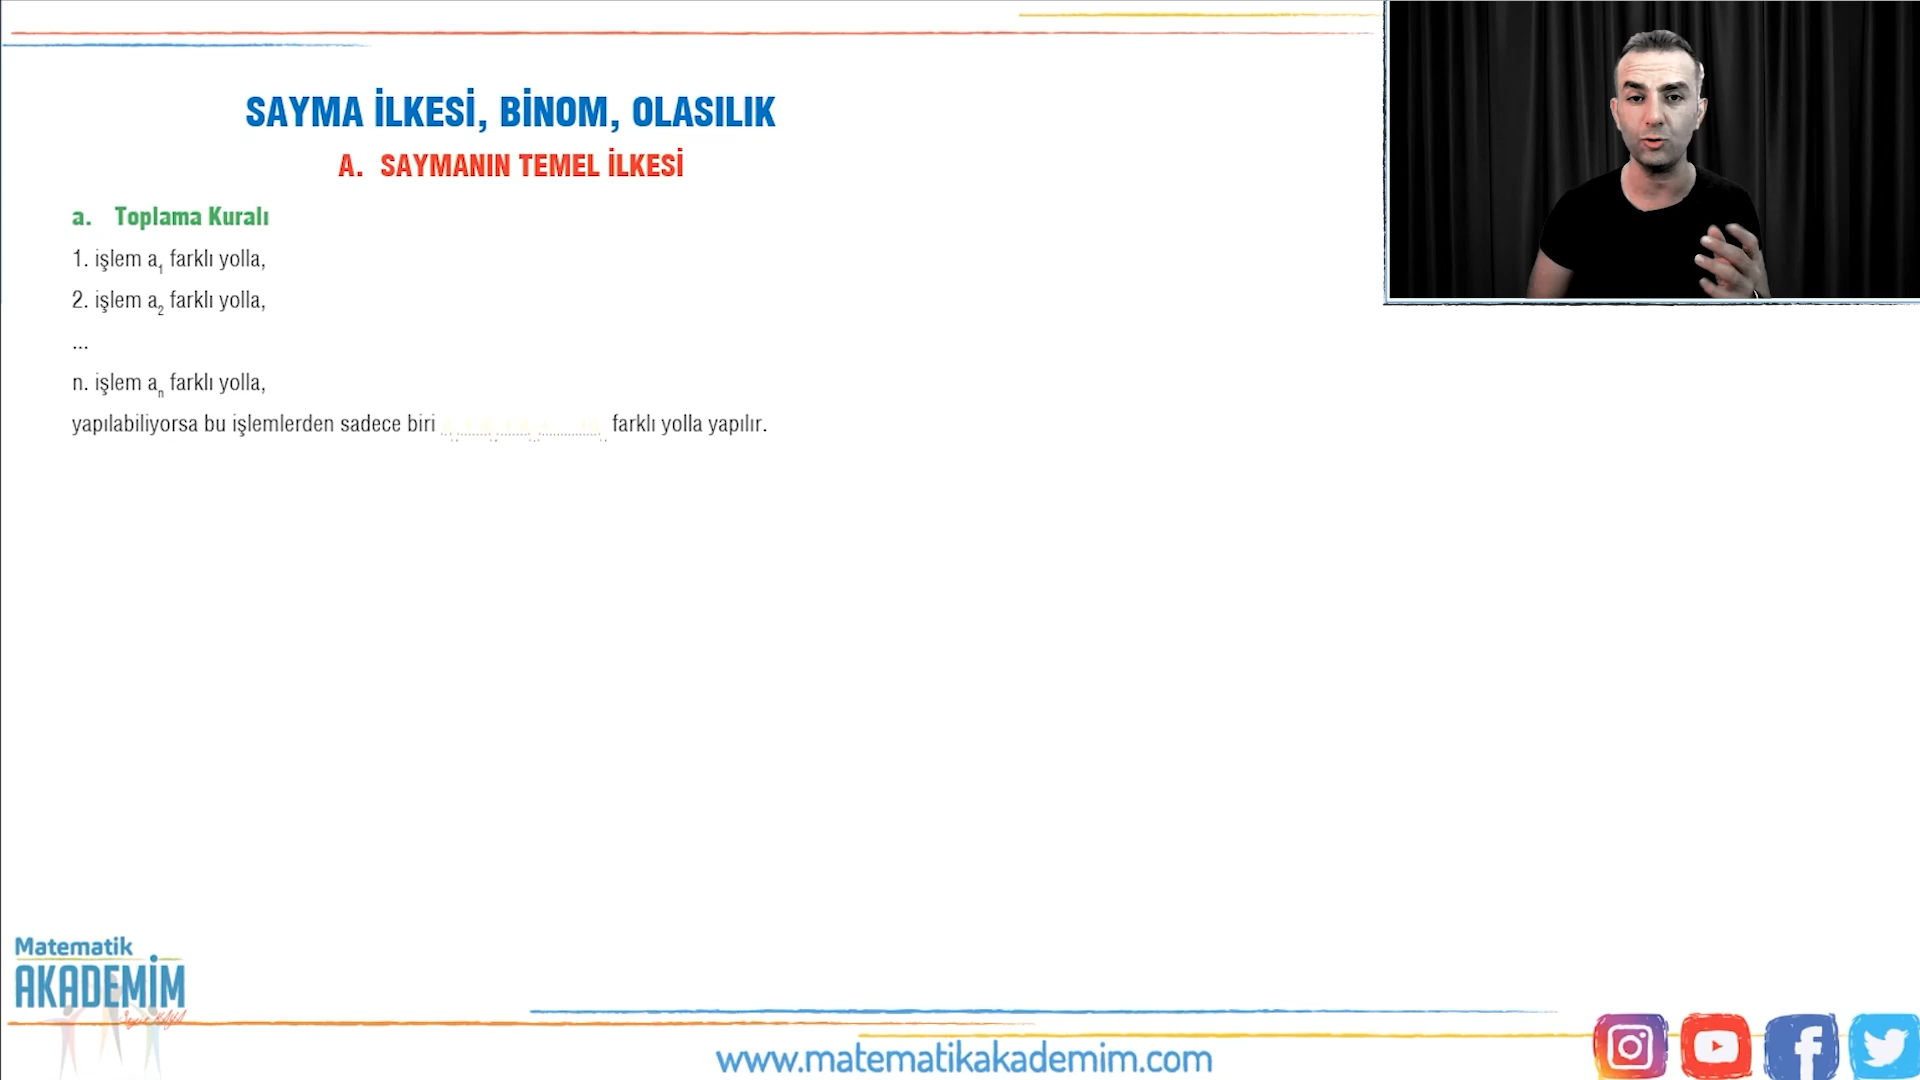 SAYMA İLKESİ, BİNOM, OLASILIK
A. SAYMANIN TEMEL İLKESİ
a. Toplama Kuralı
1. işlem a₁ farklı yolla,
2. işlem a₂ farklı yolla,
...
n. işlem aₙ farklı yolla,
yapılabiliyorsa bu işlemlerden sadece biri farklı yolla yapılır.
Matematik
AKADEMİM
www.matematikakademim.com